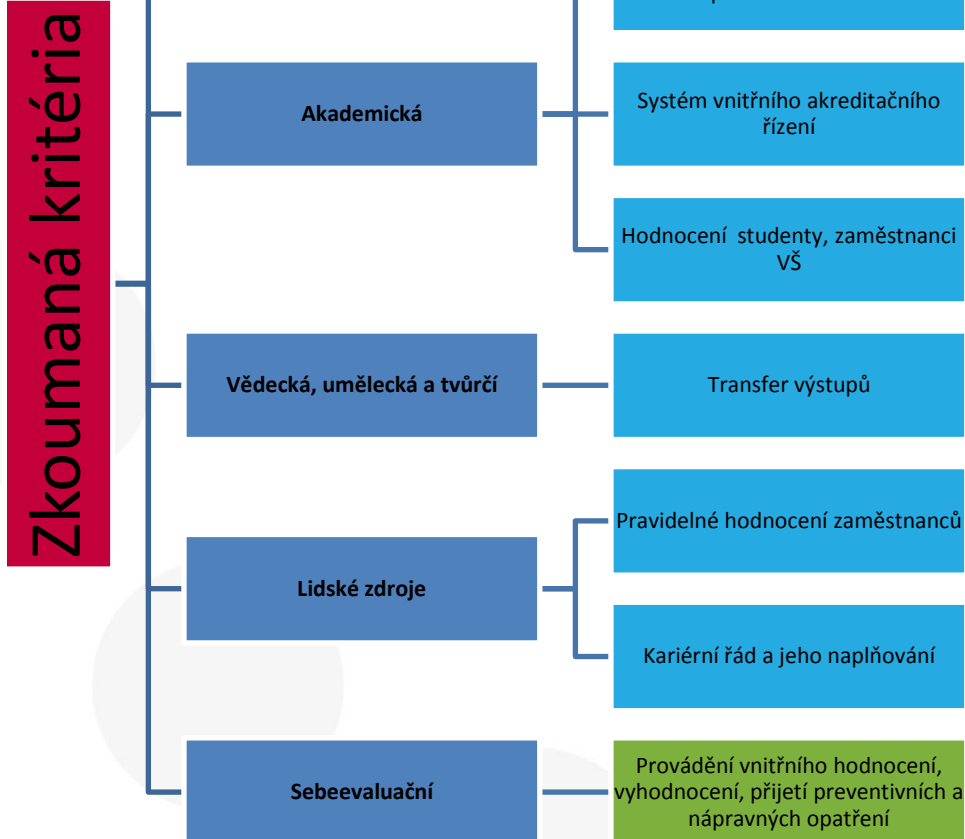 Zkoumaná kritéria
Akademická
Systém vnitřního akreditačního
řízení
Hodnocení studenty, zaměstnanci
VŠ
Vědecká, umělecká a tvůrčí
Transfer výstupů
Lidské zdroje
Pravidelné hodnocení zaměstnanců
Kariérní řád a jeho naplňování
Sebeevaluační
Provádění vnitřního hodnocení,
vyhodnocení, přijetí preventivních a
nápravných opatření